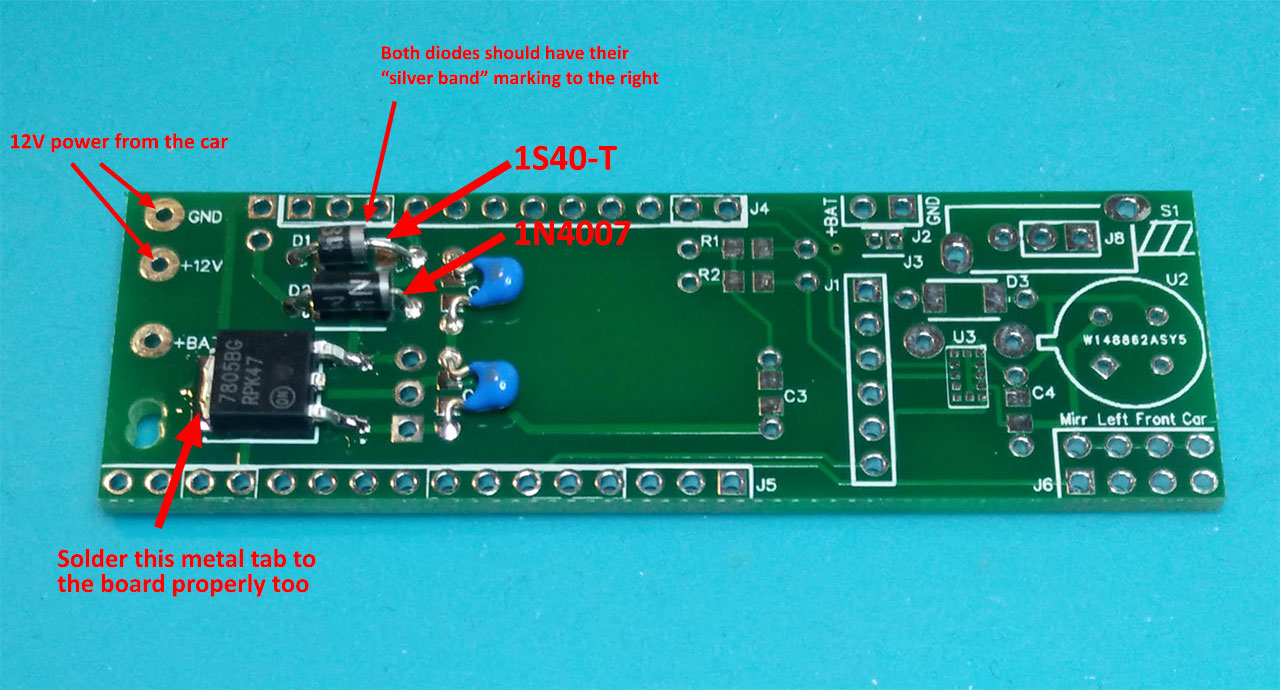 Both diodes should have their
“silver band” marking to the right
12V power from the car
1S40-T
1N4007
GND
+12V
+BA
D1
D2
J4
R1
R2
+BAT
GND
J2
J3
S1
J8
J1
D3
U2
U3
W148862ASY5
C3
C4
Mirr Left Front Car
J6
J5
7805BG
RPK47
ON
1N
Solder this metal tab to
the board properly too